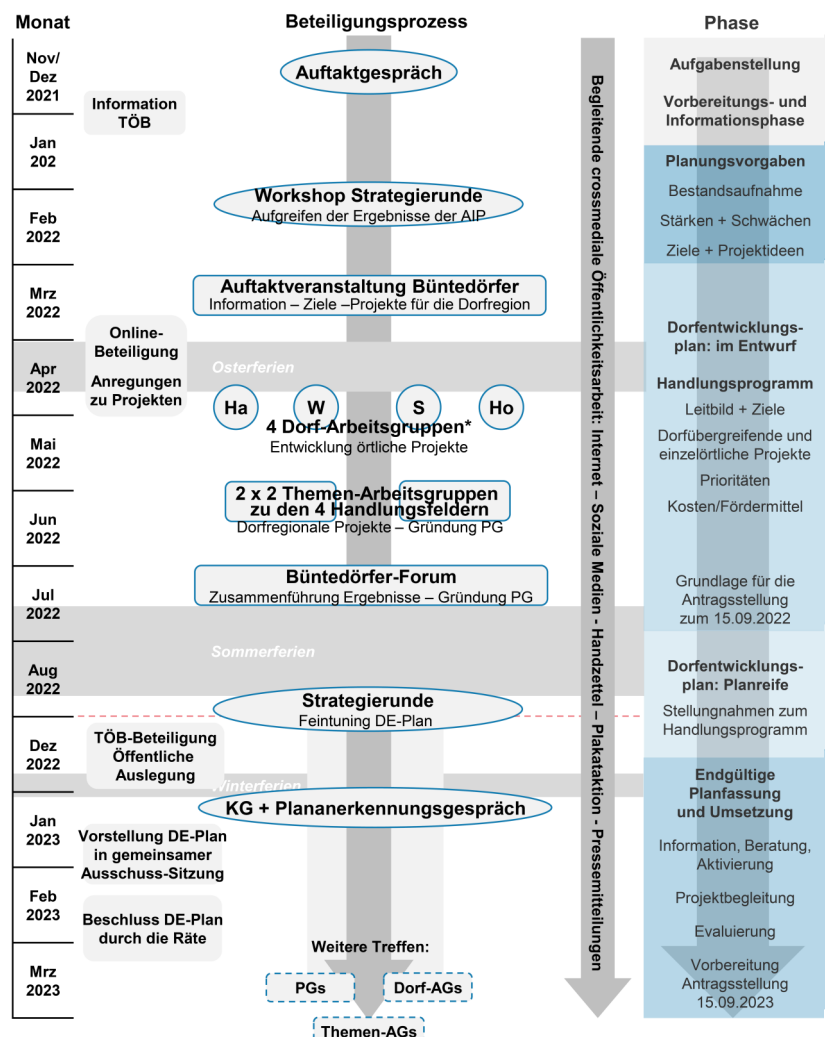 Monat
Beteiligungsprozess
Phase
Nov/
Dez
2021
Jan
202
Feb
2022
Mrz
2022
Apr
2022
Mai
2022
Jun
2022
Jul
2022
Aug
2022
Dez
2022
Jan
2023
Feb
2023
Mrz
2023
Information
TÖB
Online-
Beteiligung
Anregungen
zu Projekten
TÖB-Beteiligung
Öffentliche
Auslegung
Vorstellung DE-Plan
in gemeinsamer
Ausschuss-Sitzung
Beschluss DE-Plan
durch die Räte
Auftaktgespräch
Workshop Strategierunde
Aufgreifen der Ergebnisse der AIP
Auftaktveranstaltung Büntedörfer
Information – Ziele –Projekte für die Dorfregion
Osterferien
Ha
W
S
Ho
4 Dorf-Arbeitsgruppen*
Entwicklung örtliche Projekte
2 x 2 Themen-Arbeitsgruppen
zu den 4 Handlungsfeldern
Dorfregionale Projekte – Gründung PG
Büntedörfer-Forum
Zusammenführung Ergebnisse – Gründung PG
Sommerferien
Strategierunde
Feintuning DE-Plan
Winterferien
KG + Plananerkennungsgespräch
Weitere Treffen:
PGs
Dorf-AGs
Themen-AGs
Begleitende crossmediale Öffentlichkeitsarbeit: Internet – Soziale Medien - Handzettel – Plakataktion - Pressemitteilungen
Aufgabenstellung
Vorbereitungs- und
Informationsphase
Planungsvorgaben
Bestandsaufnahme
Stärken + Schwächen
Ziele + Projektideen
Dorfentwicklungs-
plan: im Entwurf
Handlungsprogramm
Leitbild + Ziele
Dorfübergreifende und
einzelörtliche Projekte
Prioritäten
Kosten/Fördermittel
Grundlage für die
Antragsstellung
zum 15.09.2022
Dorfentwicklungs-
plan: Planreife
Stellungnahmen zum
Handlungsprogramm
Endgültige
Planfassung
und Umsetzung
Information, Beratung,
Aktivierung
Projektbegleitung
Evaluierung
Vorbereitung
Antragsstellung
15.09.2023